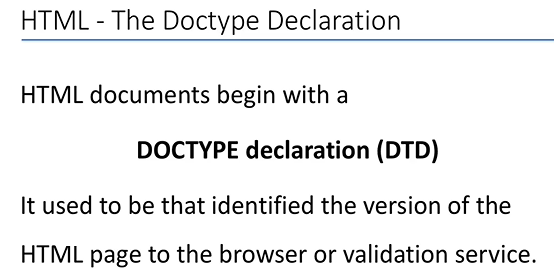 HTML - The Doctype Declaration
HTML documents begin with a
DOCTYPE declaration (DTD)
It used to be that identified the version of the
HTML page to the browser or validation service.